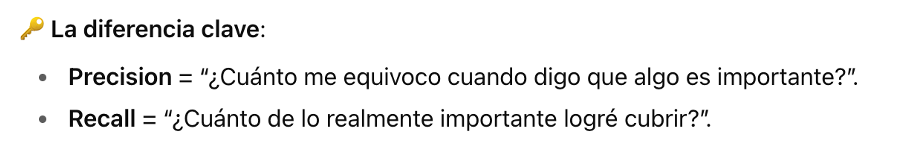 🔑 La diferencia clave:
• Precision = “¿Cuánto me equivoco cuando digo que algo es importante?”.
• Recall = “¿Cuánto de lo realmente importante logré cubrir?”.